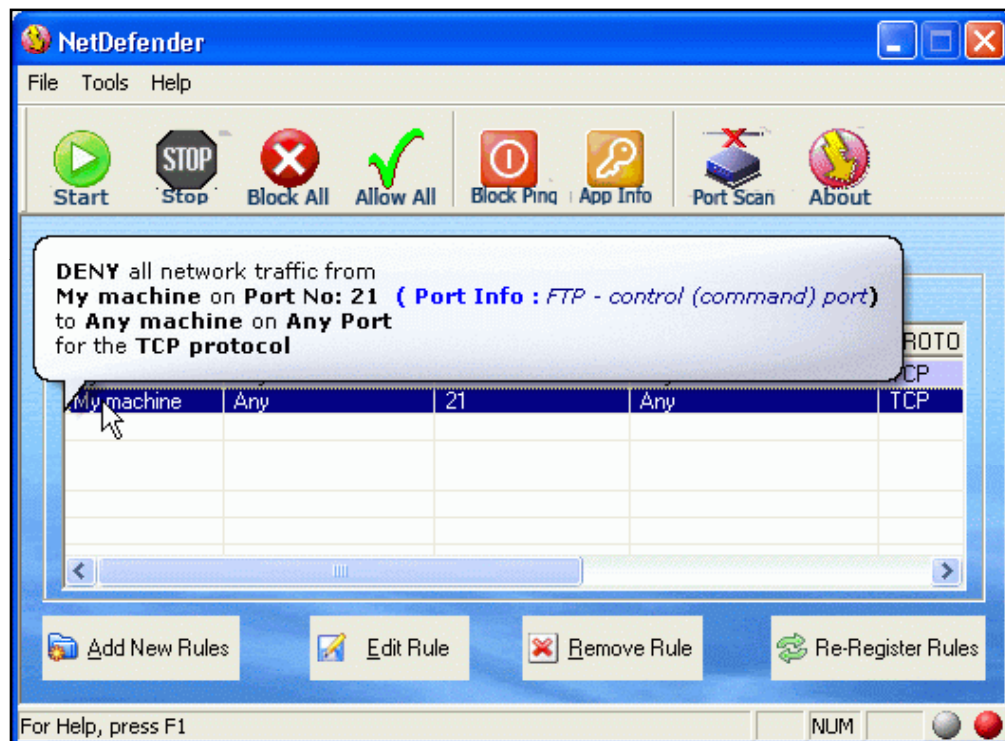 NetDefender
File Tools Help
STOP
Start Stop Block All Allow All Block Ping App Info Port Scan About
DENY all network traffic from
My machine on Port No: 21 ( Port Info : FTP - control (command) port)
to Any machine on Any Port
for the TCP protocol
ROTO
TCP
My machine Any 21 Any TCP
Add New Rules Edit Rule Remove Rule Re-Register Rules
For Help, press F1 NUM